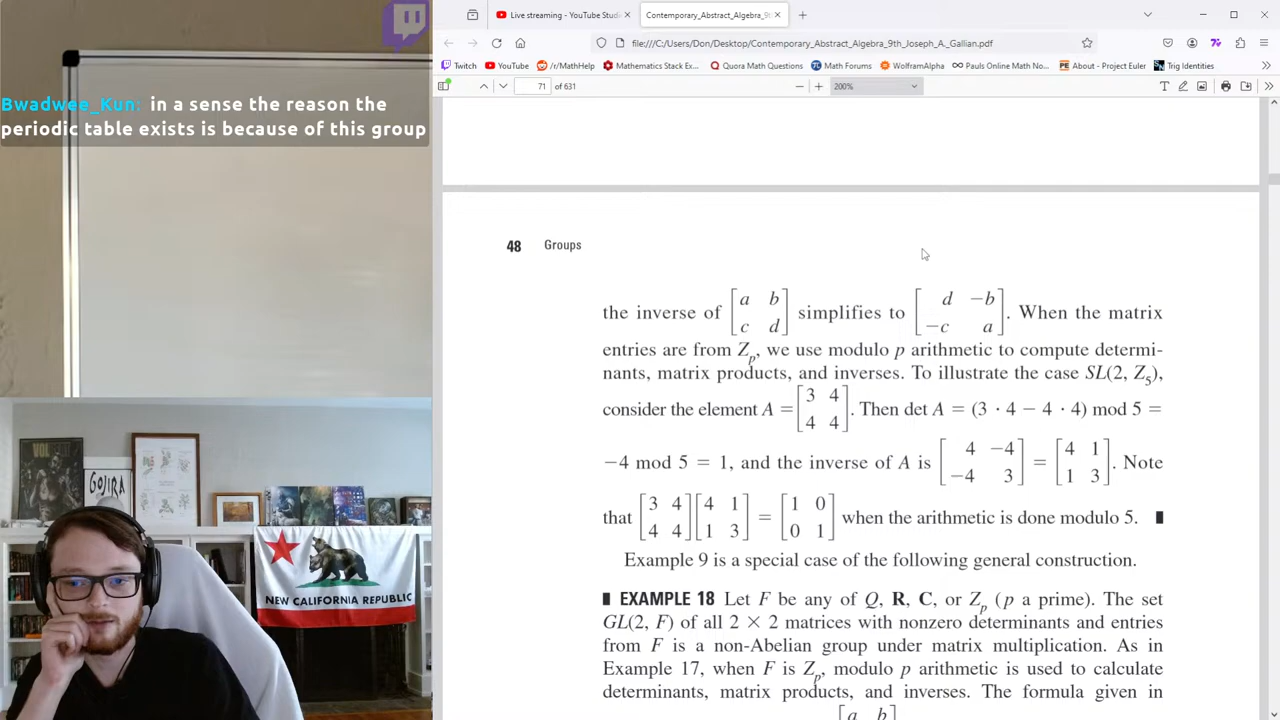 Live streaming - YouTube Studi
Contemporary_Abstract_Algebra_9t
file:///C:/Users/Don/Desktop/Contemporary_Abstract_Algebra_9th_Joseph_A._Gallian.pdf
Twitch YouTube (6) r/MathHelp Mathematics Stack Ex... Quora Math Questions Math Forums WolframAlpha Pauls Online Math No... About - Project Euler Trig Identities
71 of 631
200%
Bwadwee_Kun: in a sense the reason the
periodic table exists is because of this group
GOJIRA
NEW CALIFORNIA REPUBLIC
48 Groups
the inverse of [a b; c d] simplifies to [d −b; −c a]. When the matrix
entries are from Zp, we use modulo p arithmetic to compute determi-
nants, matrix products, and inverses. To illustrate the case SL(2, Z5),
consider the element A = [3 4; 4 4]. Then det A = (3 · 4 − 4 · 4) mod 5 =
−4 mod 5 = 1, and the inverse of A is [4 −4; −4 3] = [4 1; 1 3]. Note
that [3 4; 4 4][4 1; 1 3] = [1 0; 0 1] when the arithmetic is done modulo 5.
Example 9 is a special case of the following general construction.
EXAMPLE 18 Let F be any of Q, R, C, or Zp (p a prime). The set
GL(2, F) of all 2 × 2 matrices with nonzero determinants and entries
from F is a non-Abelian group under matrix multiplication. As in
Example 17, when F is Zp, modulo p arithmetic is used to calculate
determinants, matrix products, and inverses. The formula given in
[a b]